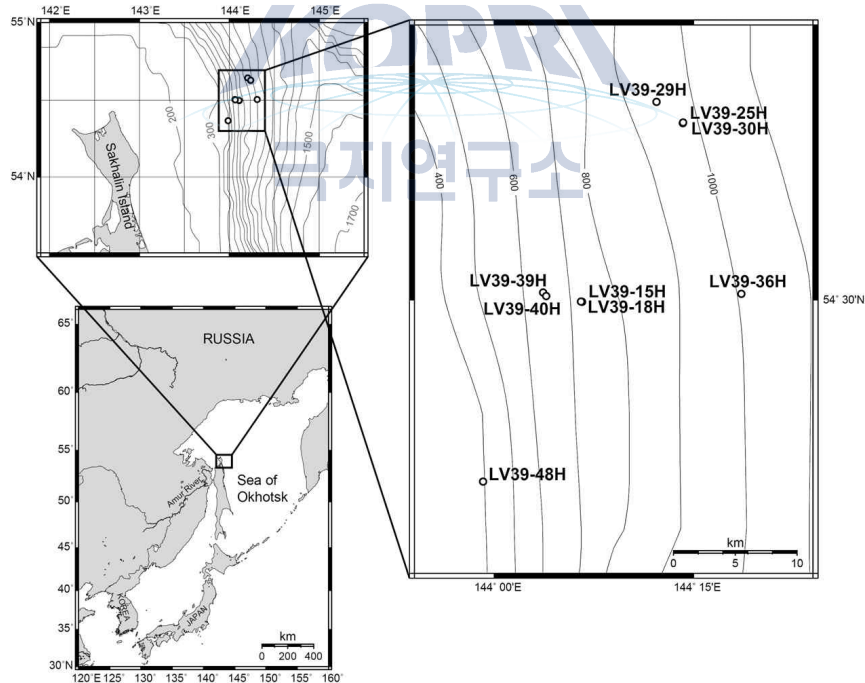 142˚E
143˚
144˚
145˚E
55˚N
54˚N
200
300
1500
1700
Sakhalin Island
KOPRI
극지연구소
LV39-29H
LV39-25H
LV39-30H
400
600
800
1000
LV39-39H
LV39-40H
LV39-15H
LV39-18H
LV39-36H
54˚ 30'N
LV39-48H
km
0 5 10
144˚ 00'E
144˚ 15'E
65˚
60˚
55˚
50˚
45˚
40˚
35˚
30˚N
RUSSIA
Sea of
Okhotsk
Amur River
KOREA
JAPAN
km
0 200 400
120˚E 125˚ 130˚ 135˚ 140˚ 145˚ 150˚ 155˚ 160˚